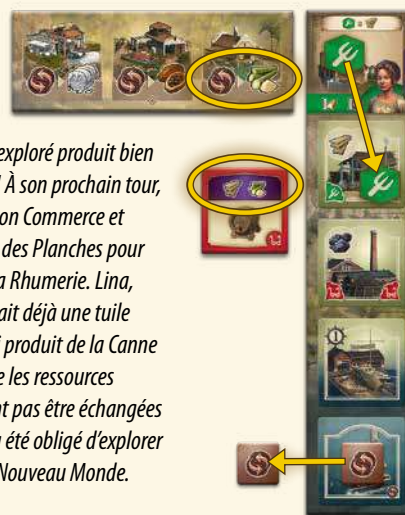 exploré produit bien
! À son prochain tour,
on Commerce et
des Planches pour
a Rhumerie. Lina,
ait déjà une tuile
produit de la Canne
e les ressources
nt pas être échangées
été obligé d'explorer
Nouveau Monde.